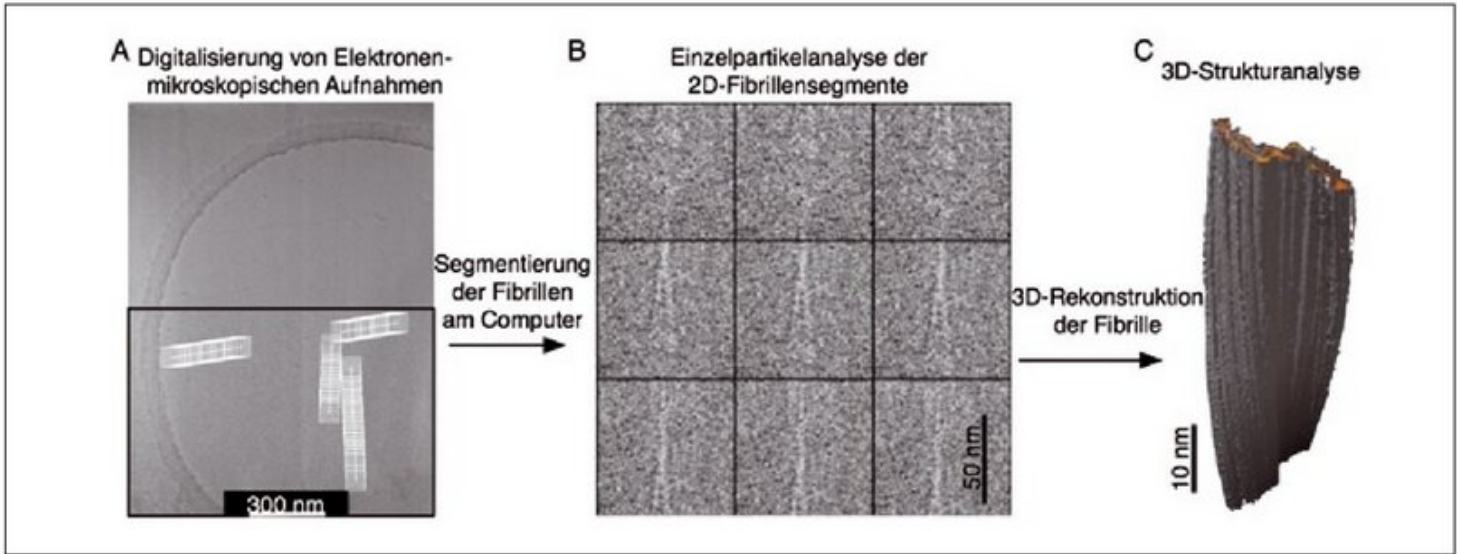 A Digitalisierung von Elektronen-
mikroskopischen Aufnahmen
300 nm
Segmentierung
der Fibrillen
am Computer
B Einzelpartikelanalyse der
2D-Fibrillensegmente
50 nm
3D-Rekonstruktion
der Fibrille
C 3D-Strukturanalyse
10 nm